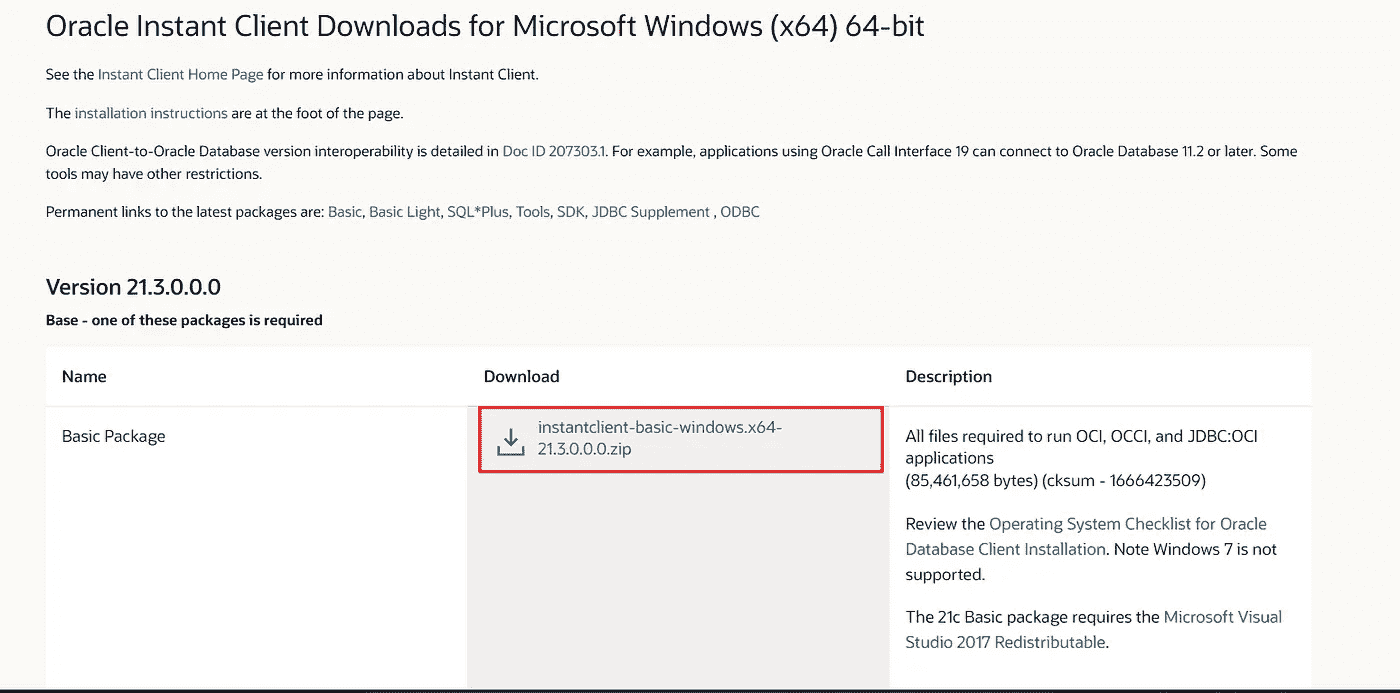 Oracle Instant Client Downloads for Microsoft Windows (x64) 64-bit
See the Instant Client Home Page for more information about Instant Client.
The installation instructions are at the foot of the page.
Oracle Client-to-Oracle Database version interoperability is detailed in Doc ID 207303.1. For example, applications using Oracle Call Interface 19 can connect to Oracle Database 11.2 or later. Some
tools may have other restrictions.
Permanent links to the latest packages are: Basic, Basic Light, SQL*Plus, Tools, SDK, JDBC Supplement , ODBC
Version 21.3.0.0.0
Base - one of these packages is required
Name Download Description
Basic Package
instantclient-basic-windows.x64-
21.3.0.0.0.zip
All files required to run OCI, OCCI, and JDBC:OCI
applications
(85,461,658 bytes) (cksum - 1666423509)
Review the Operating System Checklist for Oracle
Database Client Installation. Note Windows 7 is not
supported.
The 21c Basic package requires the Microsoft Visual
Studio 2017 Redistributable.